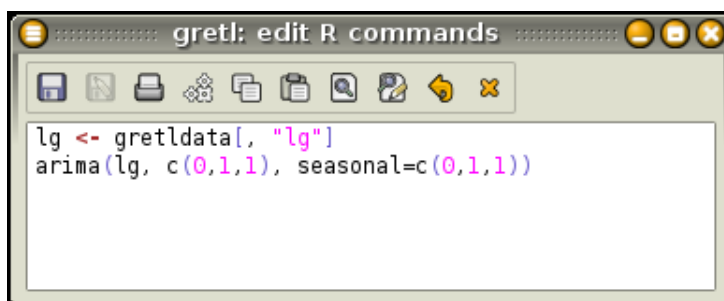 gretl: edit R commands
lg <- gretldata[, "lg"]
arima(lg, c(0,1,1), seasonal=c(0,1,1))